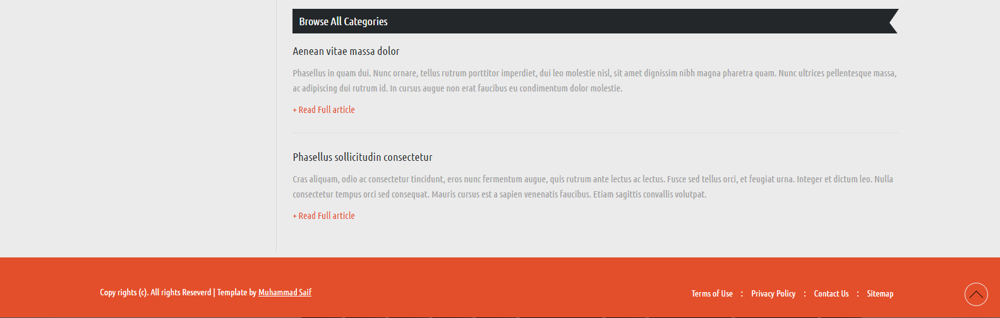 Browse All Categories
Aenean vitae massa dolor
Phasellus in quam dui. Nunc ornare, tellus rutrum porttitor imperdiet, dui leo molestie nisl, sit amet dignissim nibh magna pharetra quam. Nunc ultrices pellentesque massa,
ac adipiscing dui rutrum id. In cursus augue non erat faucibus eu condimentum dolor molestie.
+ Read Full article
Phasellus sollicitudin consectetur
Cras aliquam, odio ac consectetur tincidunt, eros nunc fermentum augue, quis rutrum ante lectus ac lectus. Fusce sed tellus orci, et feugiat urna. Integer et dictum leo. Nulla
consectetur tempus orci sed consequat. Mauris cursus est a sapien venenatis faucibus. Etiam sagittis convallis volutpat.
+ Read Full article
Copy rights (c). All rights Reseverd | Template by Muhammad Saif
Terms of Use : Privacy Policy : Contact Us : Sitemap